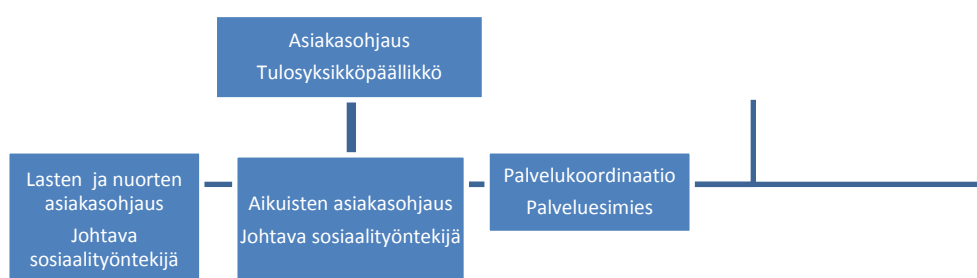 Asiakasohjaus
Tulosyksikköpäällikkö
Lasten ja nuorten
asiakasohjaus
Johtava
sosiaalityöntekijä
Aikuisten asiakasohjaus
Johtava sosiaalityöntekijä
Palvelukoordinaatio
Palveluesimies